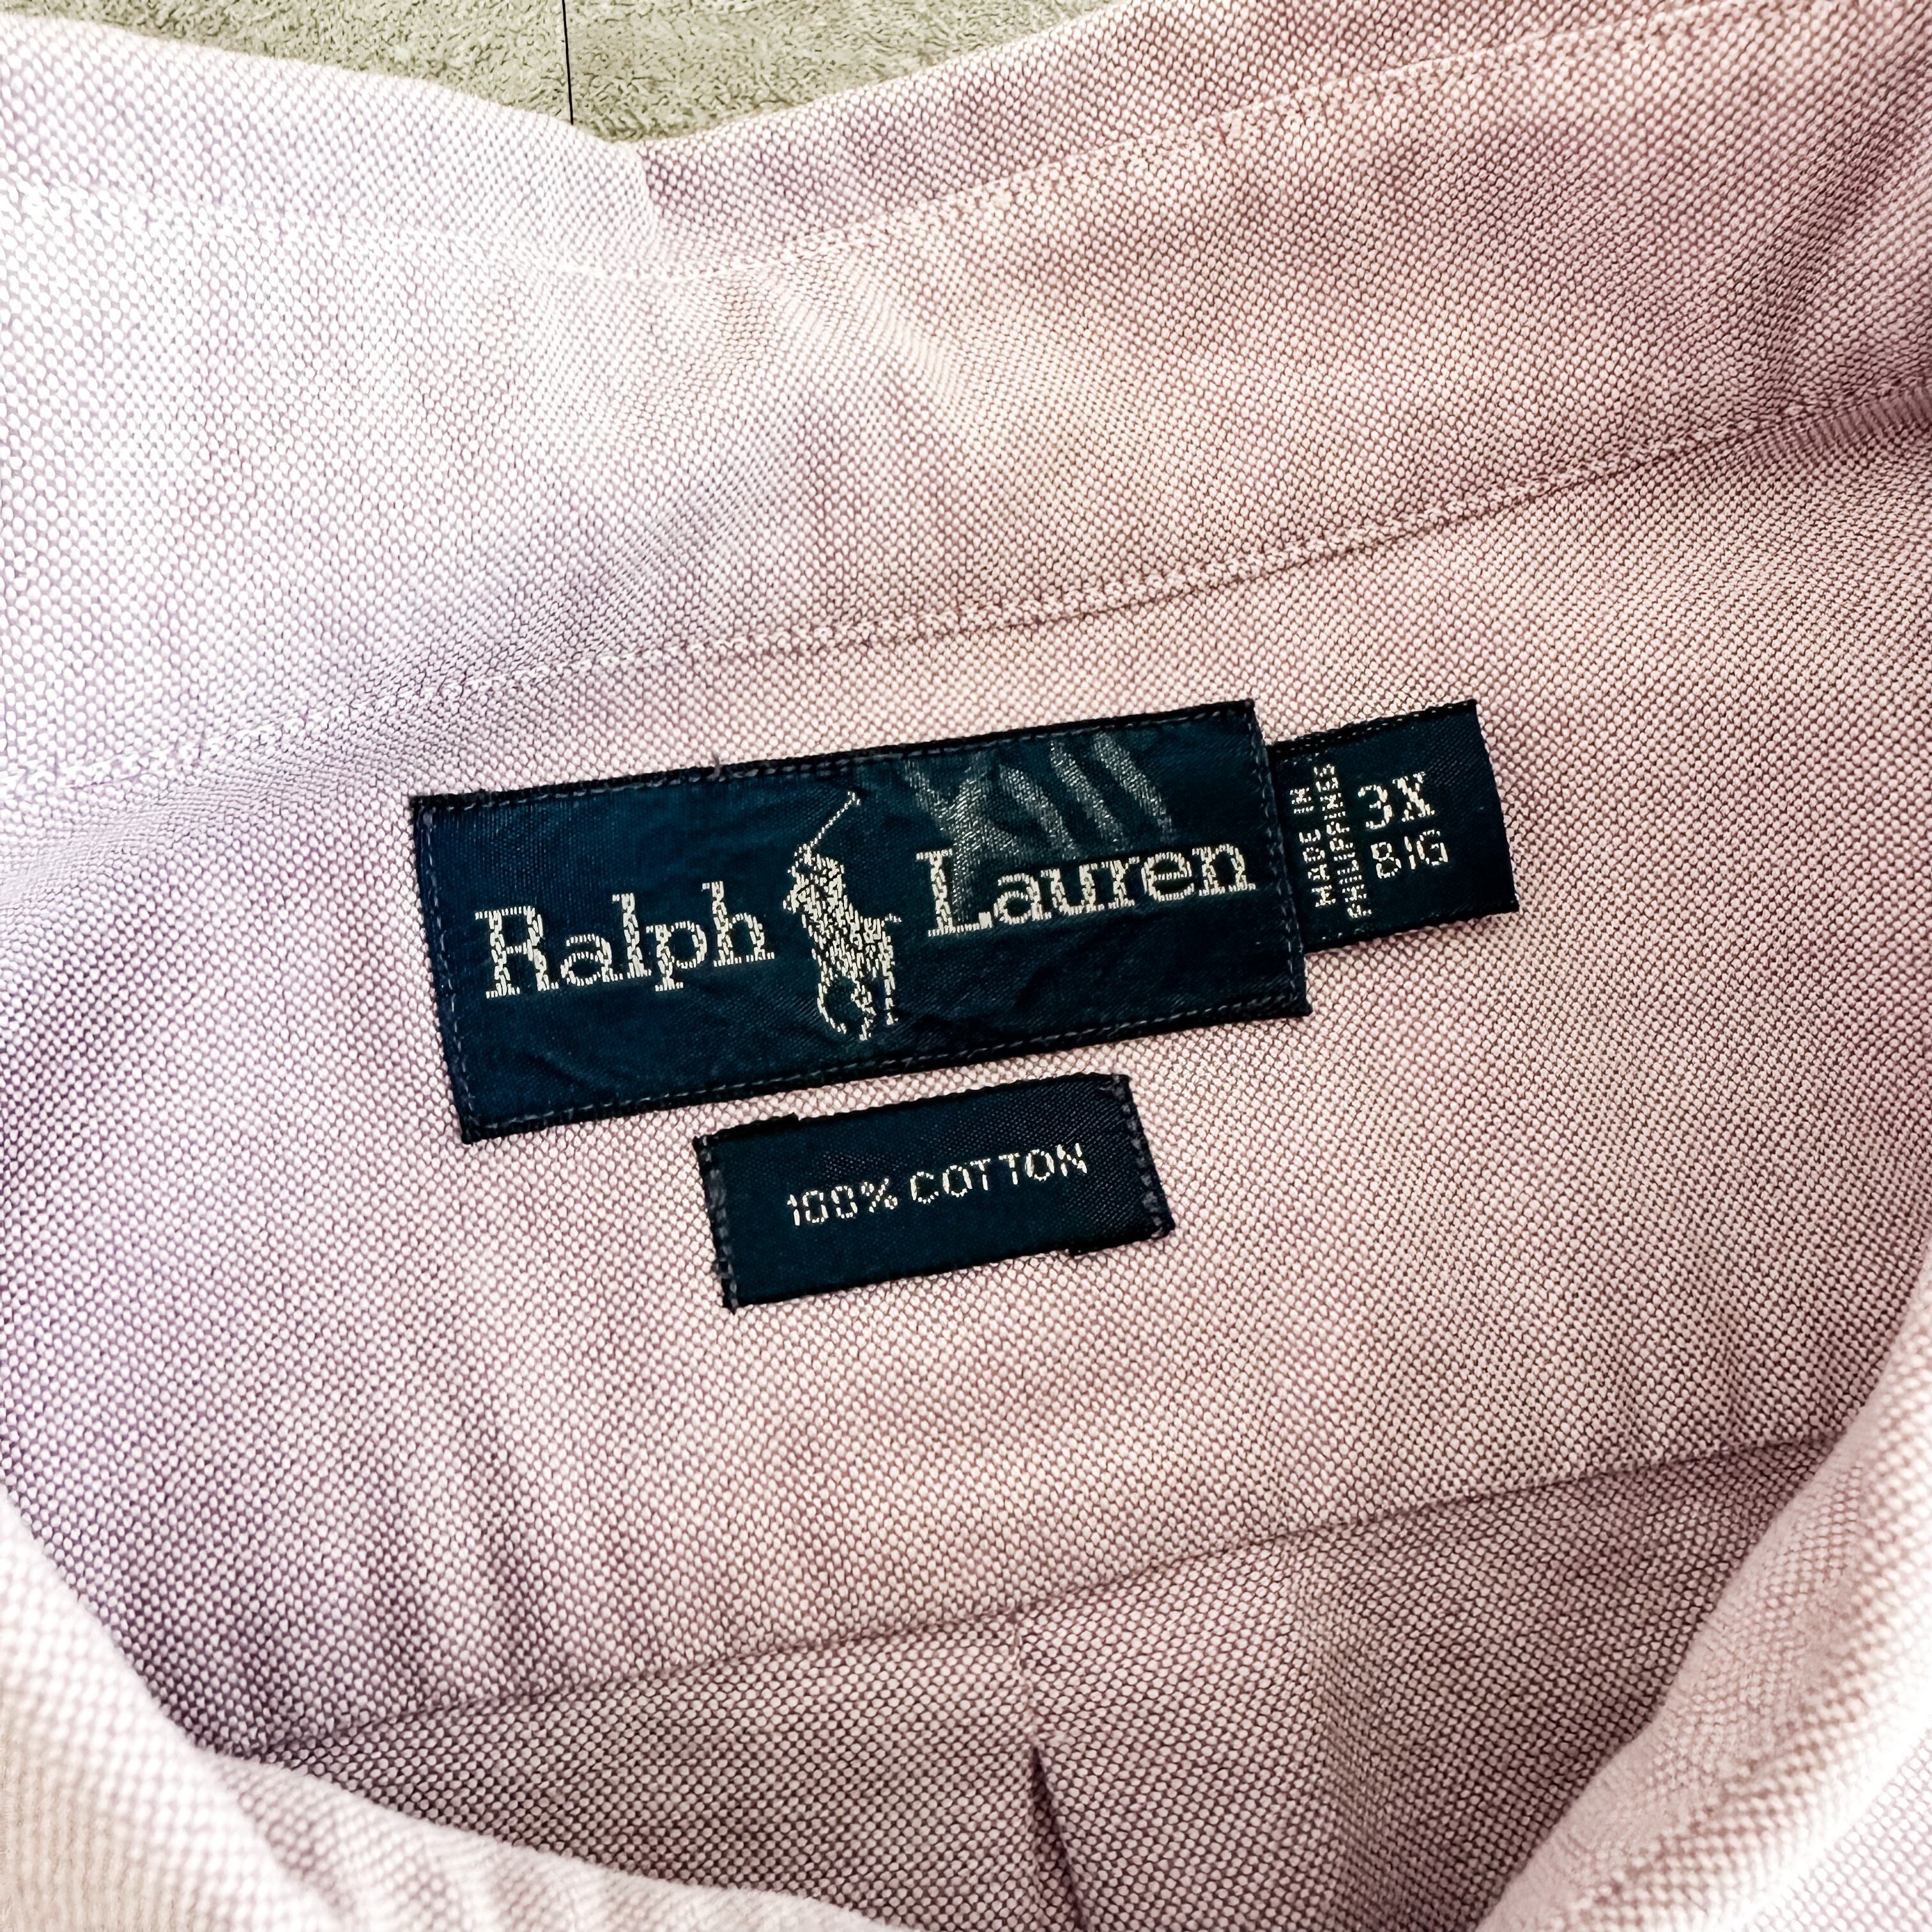 Ralph Lauren
MADE IN
PHILIPPINES
3X
BIG
100% COTTON